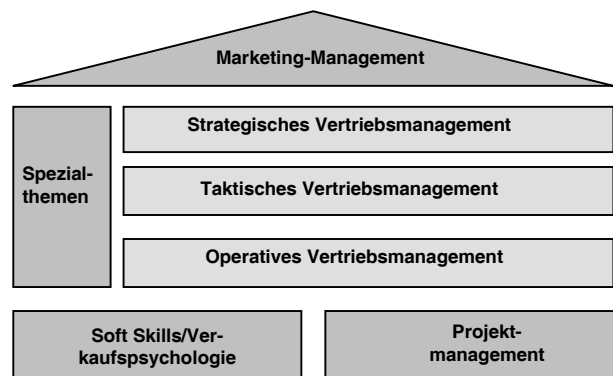 Marketing-Management
Strategisches Vertriebsmanagement
Spezial-
themen
Taktisches Vertriebsmanagement
Operatives Vertriebsmanagement
Soft Skills/Ver-
kaufspsychologie
Projekt-
management